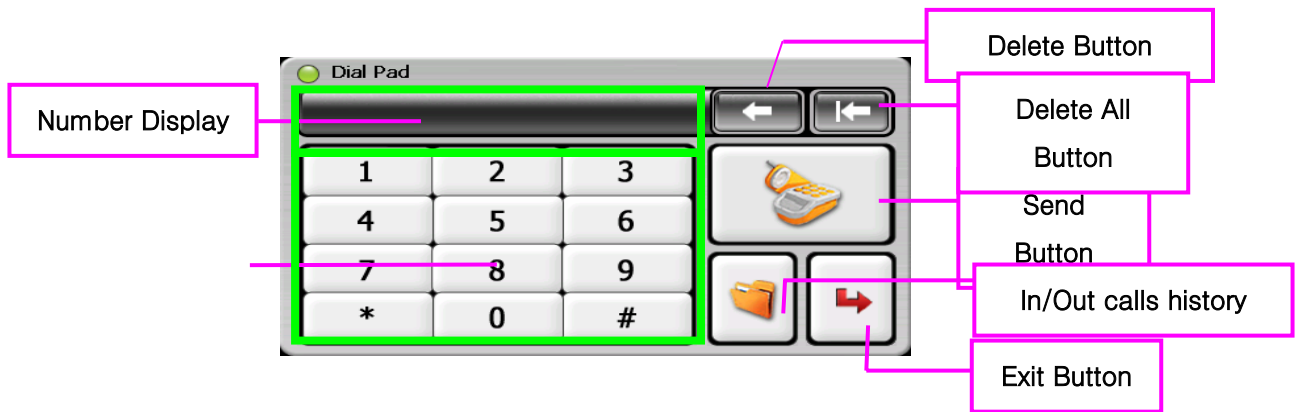 Delete Button
Dial Pad
Number Display
Delete All
Button
1 2 3
Send
4 5 6
Button
7 8 9
In/Out calls history
* 0 #
Exit Button